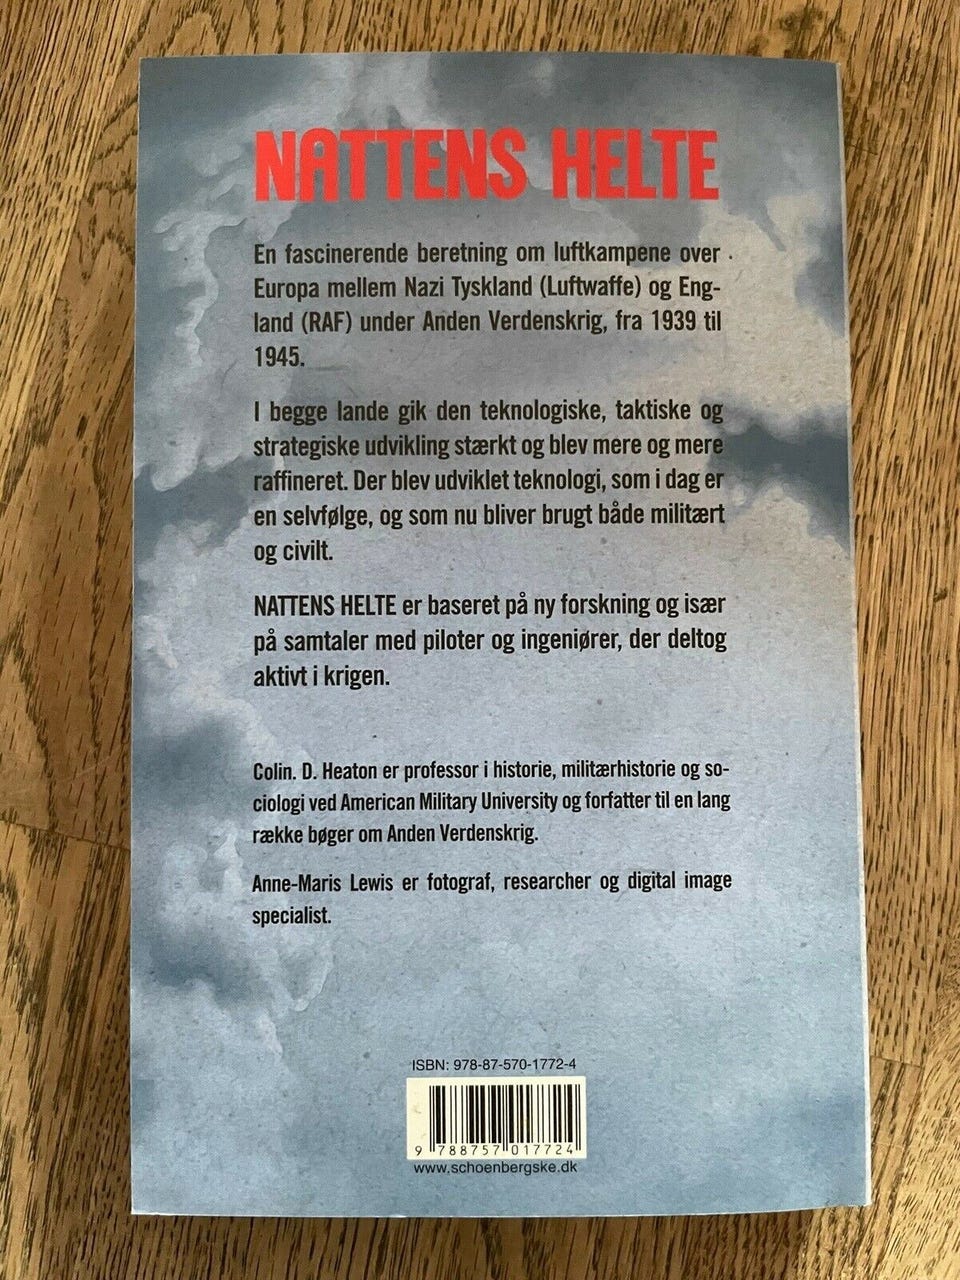 NATTENS HELTE
En fascinerende beretning om luftkampene over
Europa mellem Nazi Tyskland (Luftwaffe) og Eng-
land (RAF) under Anden Verdenskrig, fra 1939 til
1945.
I begge lande gik den teknologiske, taktiske og
strategiske udvikling stærkt og blev mere og mere
raffineret. Der blev udviklet teknologi, som i dag er
en selvfølge, og som nu bliver brugt både militært
og civilt.
NATTENS HELTE er baseret på ny forskning og især
på samtaler med piloter og ingeniører, der deltog
aktivt i krigen.
Colin. D. Heaton er professor i historie, militærhistorie og so-
ciologi ved American Military University og forfatter til en lang
række bøger om Anden Verdenskrig.
Anne-Maris Lewis er fotograf, researcher og digital image
specialist.
ISBN: 978-87-570-1772-4
9 788757 017724
www.schoenbergske.dk